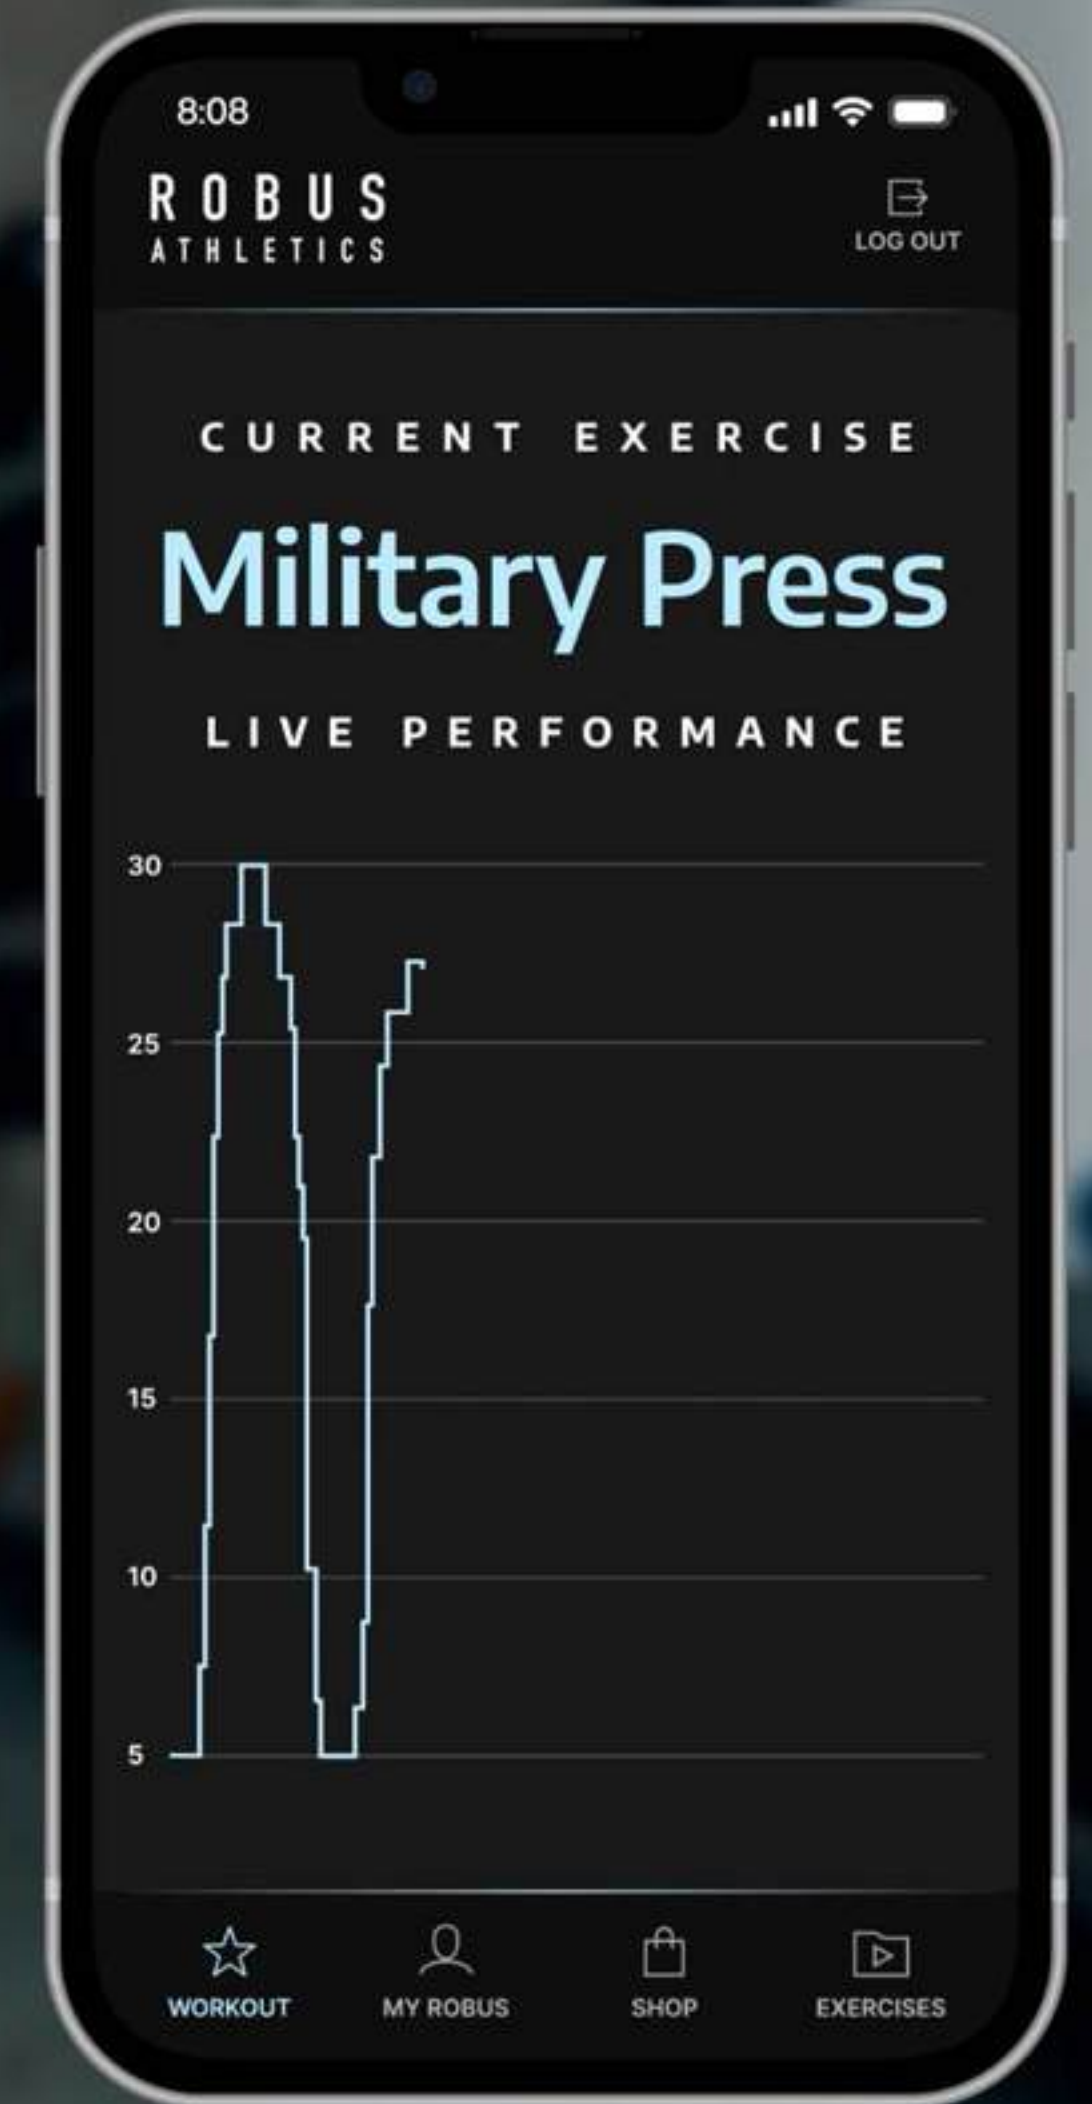 8:08
ROBUS
ATHLETICS
LOG OUT
CURRENT EXERCISE
Military Press
LIVE PERFORMANCE
30
25
20
15
10
5
WORKOUT
MY ROBUS
SHOP
EXERCISES